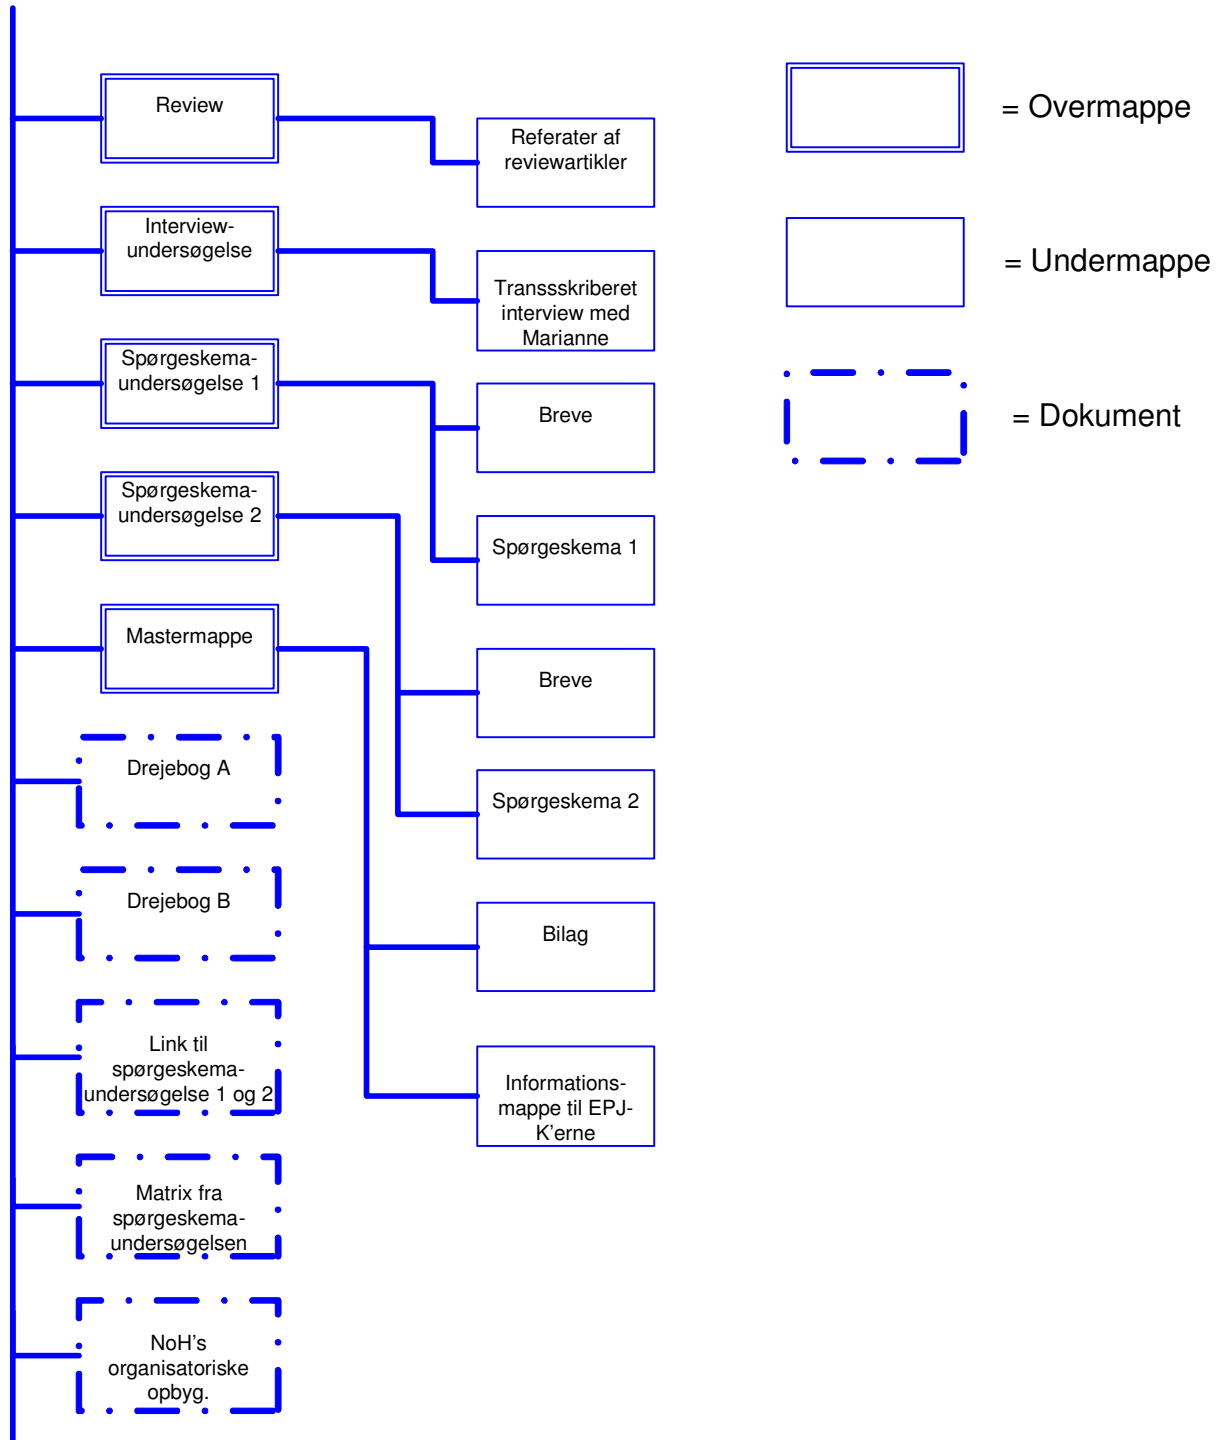 Review
Referater af
reviewartikler
Interview-
undersøgelse
Transsskriberet
interview med
Marianne
Spørgeskema-
undersøgelse 1
Breve
Spørgeskema 1
Spørgeskema-
undersøgelse 2
Breve
Spørgeskema 2
Mastermappe
Bilag
Informations-
mappe til EPJ-
K'erne
Drejebog A
Drejebog B
Link til
spørgeskema-
undersøgelse 1 og 2
Matrix fra
spørgeskema-
undersøgelsen
NoH's
organisatoriske
opbyg.
= Overmappe
= Undermappe
= Dokument